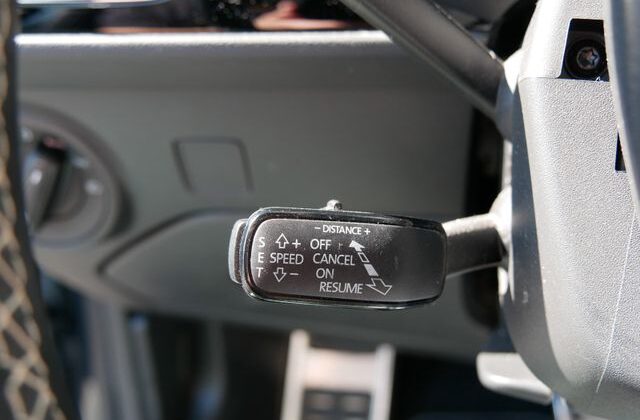 - DISTANCE +
S + OFF
E SPEED CANCEL
T - ON
RESUME